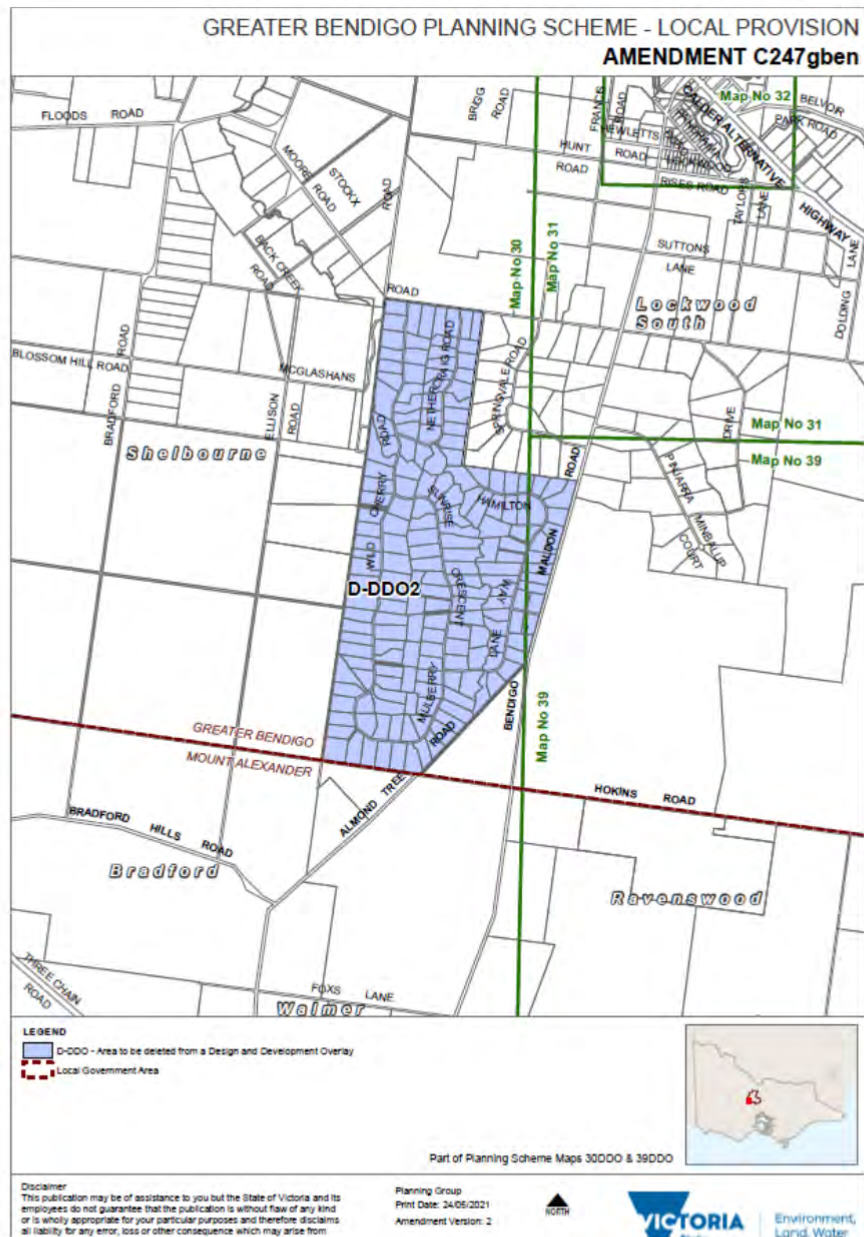 GREATER BENDIGO PLANNING SCHEME - LOCAL PROVISION
AMENDMENT C247gben
FLOODS ROAD
BRIGG ROAD
FRANCIS ROAD
Map No 32
BELVOIR
PARK ROAD
CALDER ALTERNATIVE
HIGHWAY
PANORAMA
HEWLETTS
HUNT ROAD
ROAD
LOCKWOOD
RISES ROAD
TAYLORS LANE
MOORE ROAD
STOCKX ROAD
BACK CREEK ROAD
Map No 30
Map No 31
SUTTONS LANE
DOLDING LANE
ROAD
Lockwood South
BLOSSOM HILL ROAD
BRADFORD ROAD
MCGLASHANS
ELLISON ROAD
NETHERCRAIG ROAD
SPRINGVALE ROAD
Map No 31
Map No 39
DRIVE
PINJARRA
MINBALUP
COURT
Shelbourne
WILD CHERRY ROAD
SUNRISE
CRESCENT
HAMILTON
WAY
MALDON ROAD
D-DDO2
LANE
MULBERRY
BENDIGO
Map No 39
GREATER BENDIGO
MOUNT ALEXANDER
ALMOND TREE ROAD
HOKINS ROAD
BRADFORD HILLS ROAD
Bradford
Ravenswood
THREE CHAIN ROAD
FOXS LANE
Walmer
LEGEND
D-DDO - Area to be deleted from a Design and Development Overlay
Local Government Area
Part of Planning Scheme Maps 30DDO & 39DDO
Disclaimer
This publication may be of assistance to you but the State of Victoria and its
employees do not guarantee that the publication is without flaw of any kind
or is wholly appropriate for your particular purposes and therefore disclaims
all liability for any error, loss or other consequence which may arise from
Planning Group
Print Date: 24/05/2021
Amendment Version: 2
NORTH
VICTORIA
Environment,
Land, Water